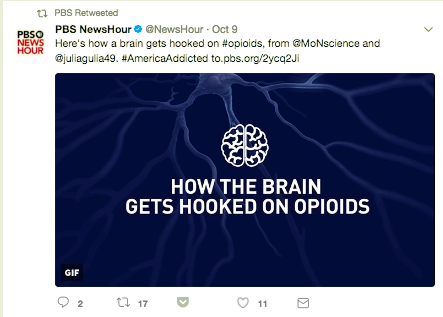 PBS Retweeted
PBS NEWS HOUR
PBS NewsHour @NewsHour · Oct 9
Here's how a brain gets hooked on #opioids, from @MoNscience and
@juliagulia49. #AmericaAddicted to.pbs.org/2ycq2Ji
HOW THE BRAIN
GETS HOOKED ON OPIOIDS
GIF
2 17 11